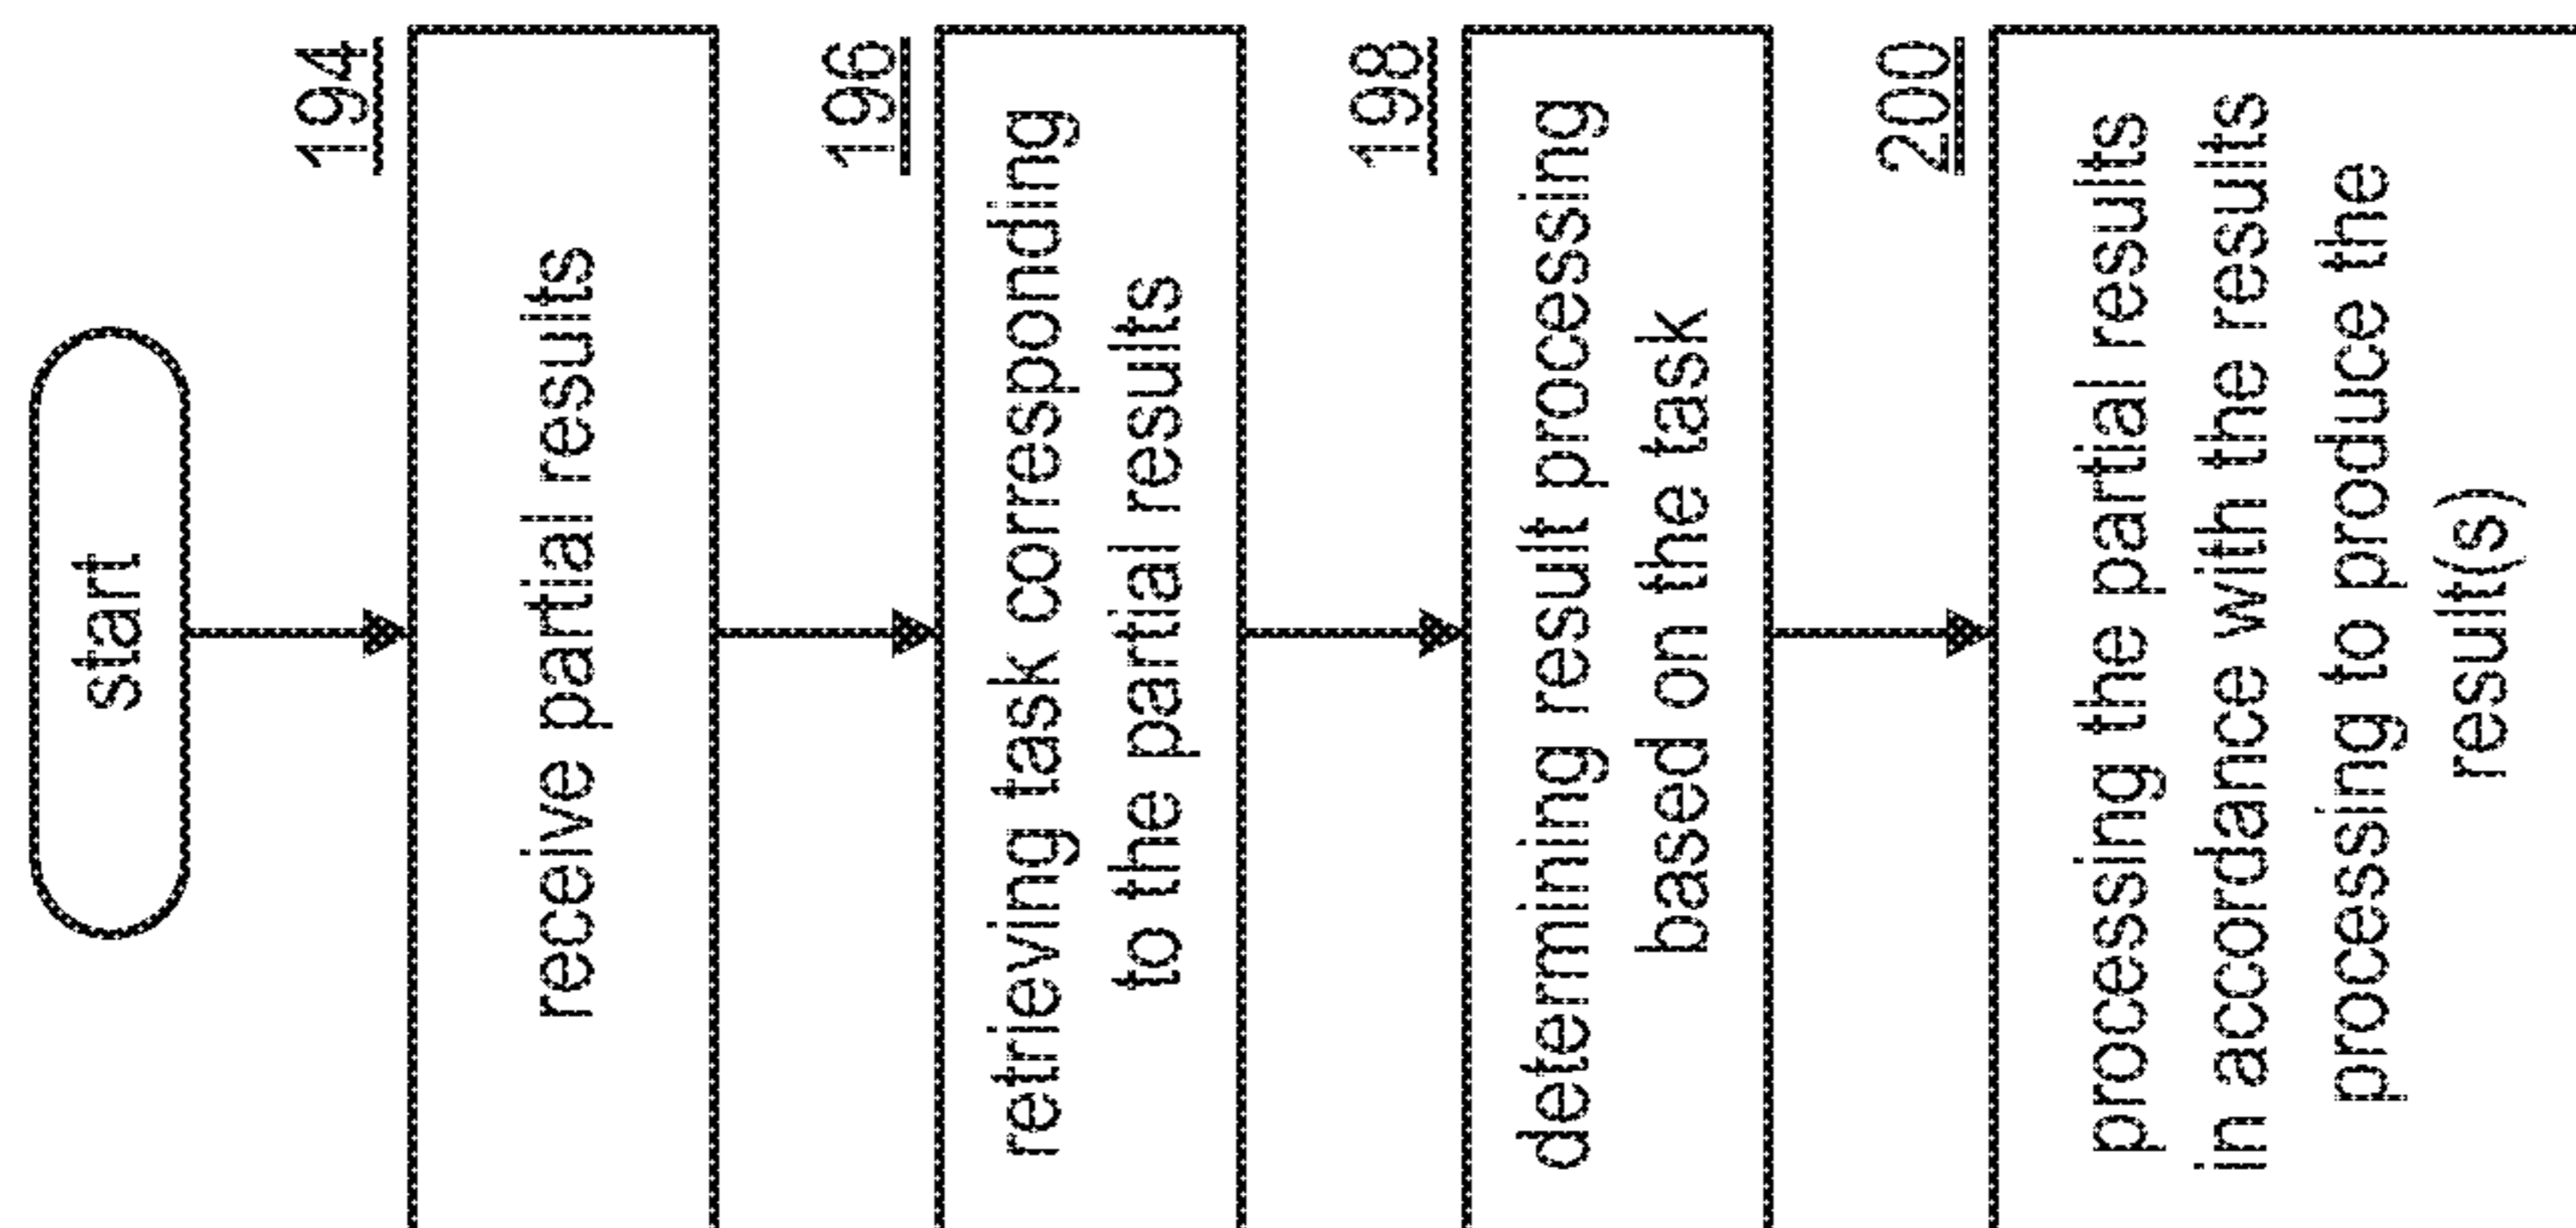 start
194
receive partial results
196
retrieving task corresponding
to the partial results
198
determining result processing
based on the task
200
processing the partial results
in accordance with the results
processing to produce the
result(s)